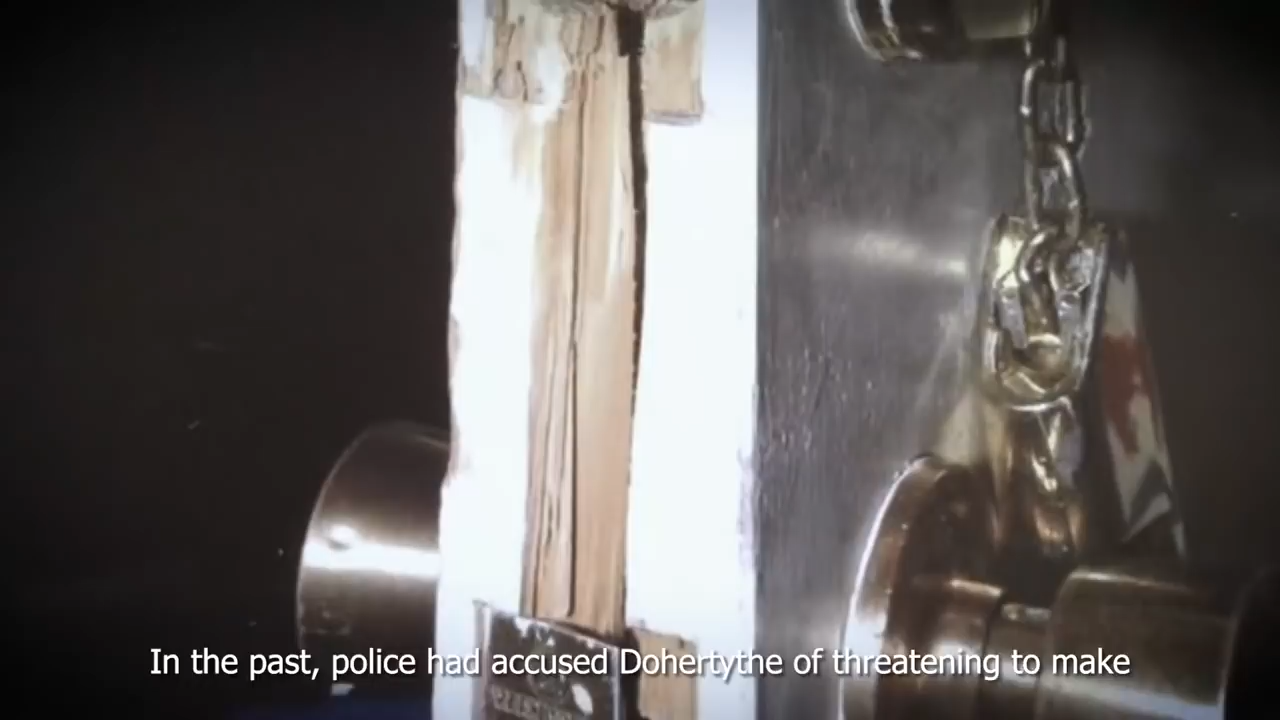 In the past, police had accused Dohertythe of threatening to make